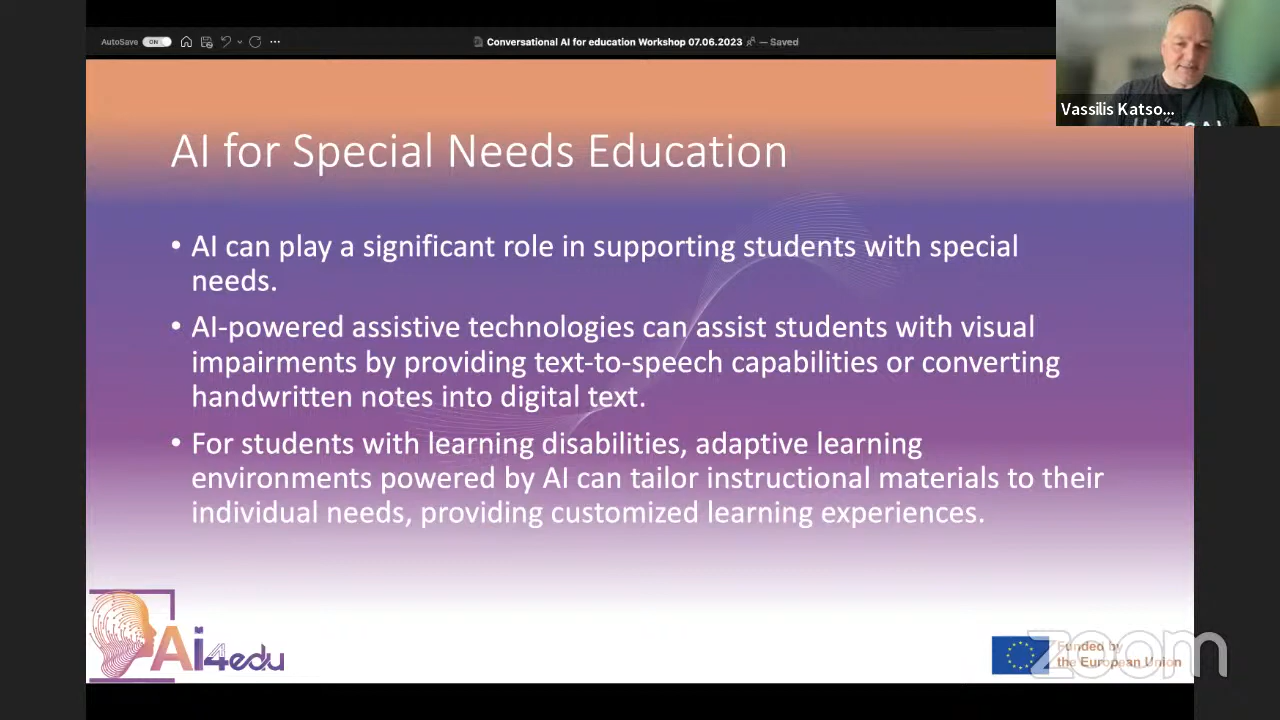 AutoSave ON
Conversational AI for education Workshop 07.06.2023 — Saved
Vassilis Katso...
AI for Special Needs Education
• AI can play a significant role in supporting students with special
needs.
• AI-powered assistive technologies can assist students with visual
impairments by providing text-to-speech capabilities or converting
handwritten notes into digital text.
• For students with learning disabilities, adaptive learning
environments powered by AI can tailor instructional materials to their
individual needs, providing customized learning experiences.
Ai4edu
Funded by
the European Union
zoom